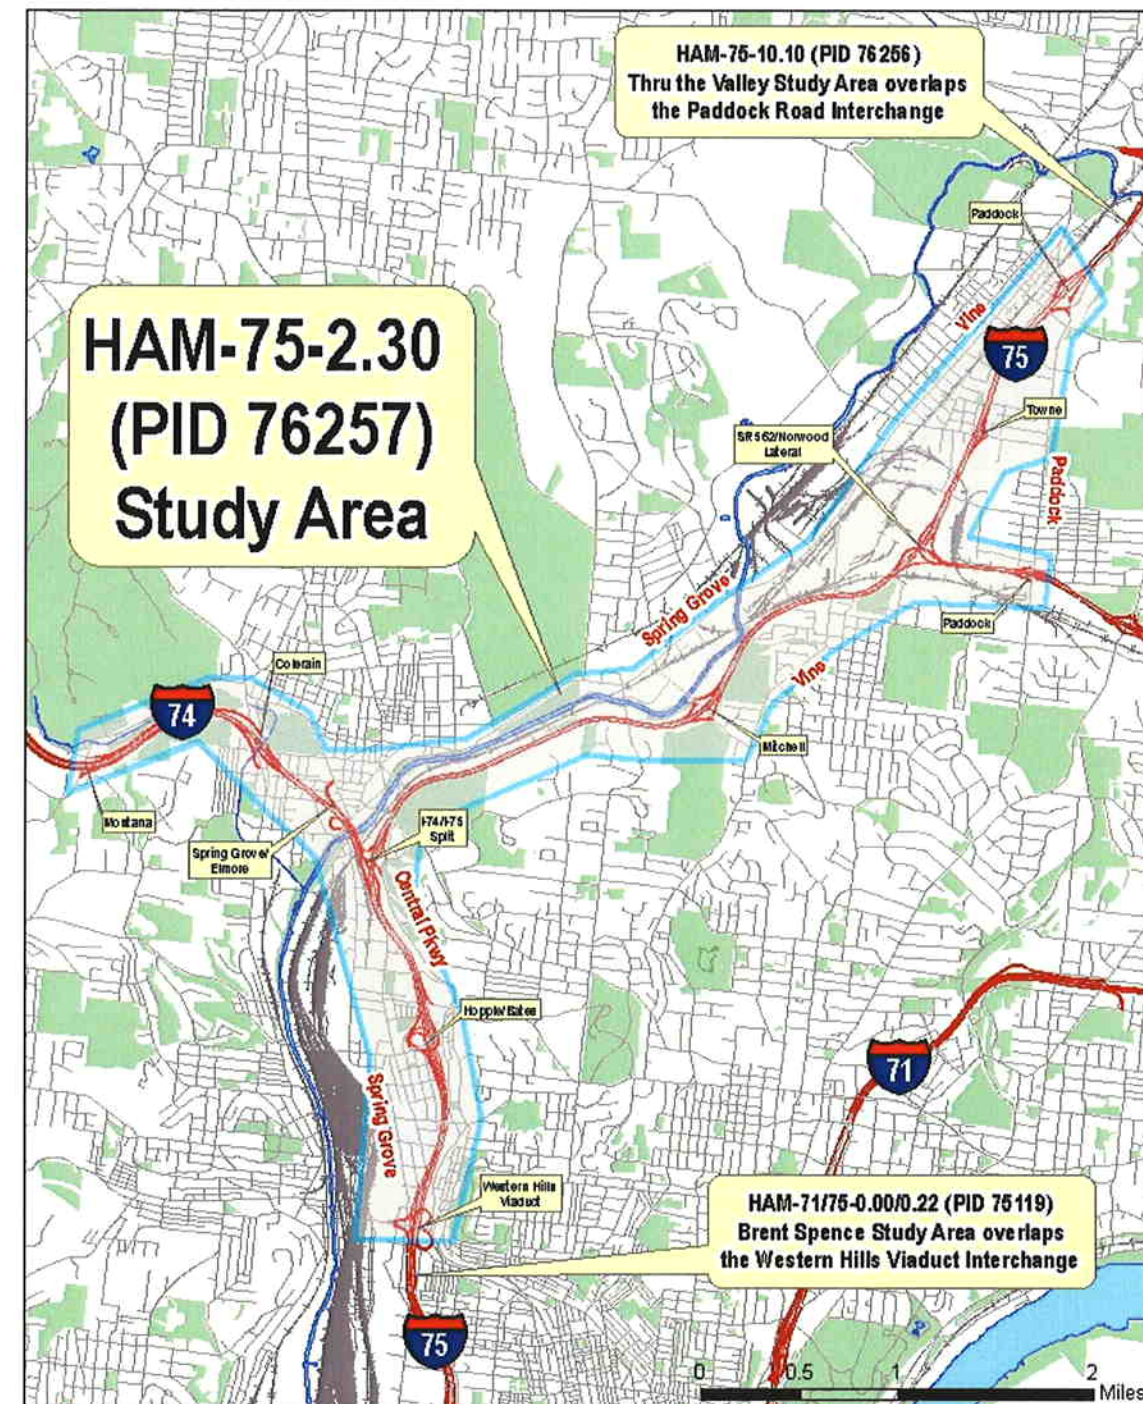 HAM-75-10.10 (PID 76256)
Thru the Valley Study Area overlaps
the Paddock Road Interchange
Paddock
HAM-75-2.30
(PID 76257)
Study Area
Vine
75
Towne
SR 562/Norwood
Lateral
Paddock
Spring Grove
Paddock
Vine
Colerain
74
Mitchell
Montana
I-74/I-75
Split
Spring Grove/
Elmore
Central Pkwy
Hopple/Bates
71
Spring Grove
Western Hills
Viaduct
HAM-71/75-0.00/0.22 (PID 75119)
Brent Spence Study Area overlaps
the Western Hills Viaduct Interchange
75
0 0.5 1 2
Miles